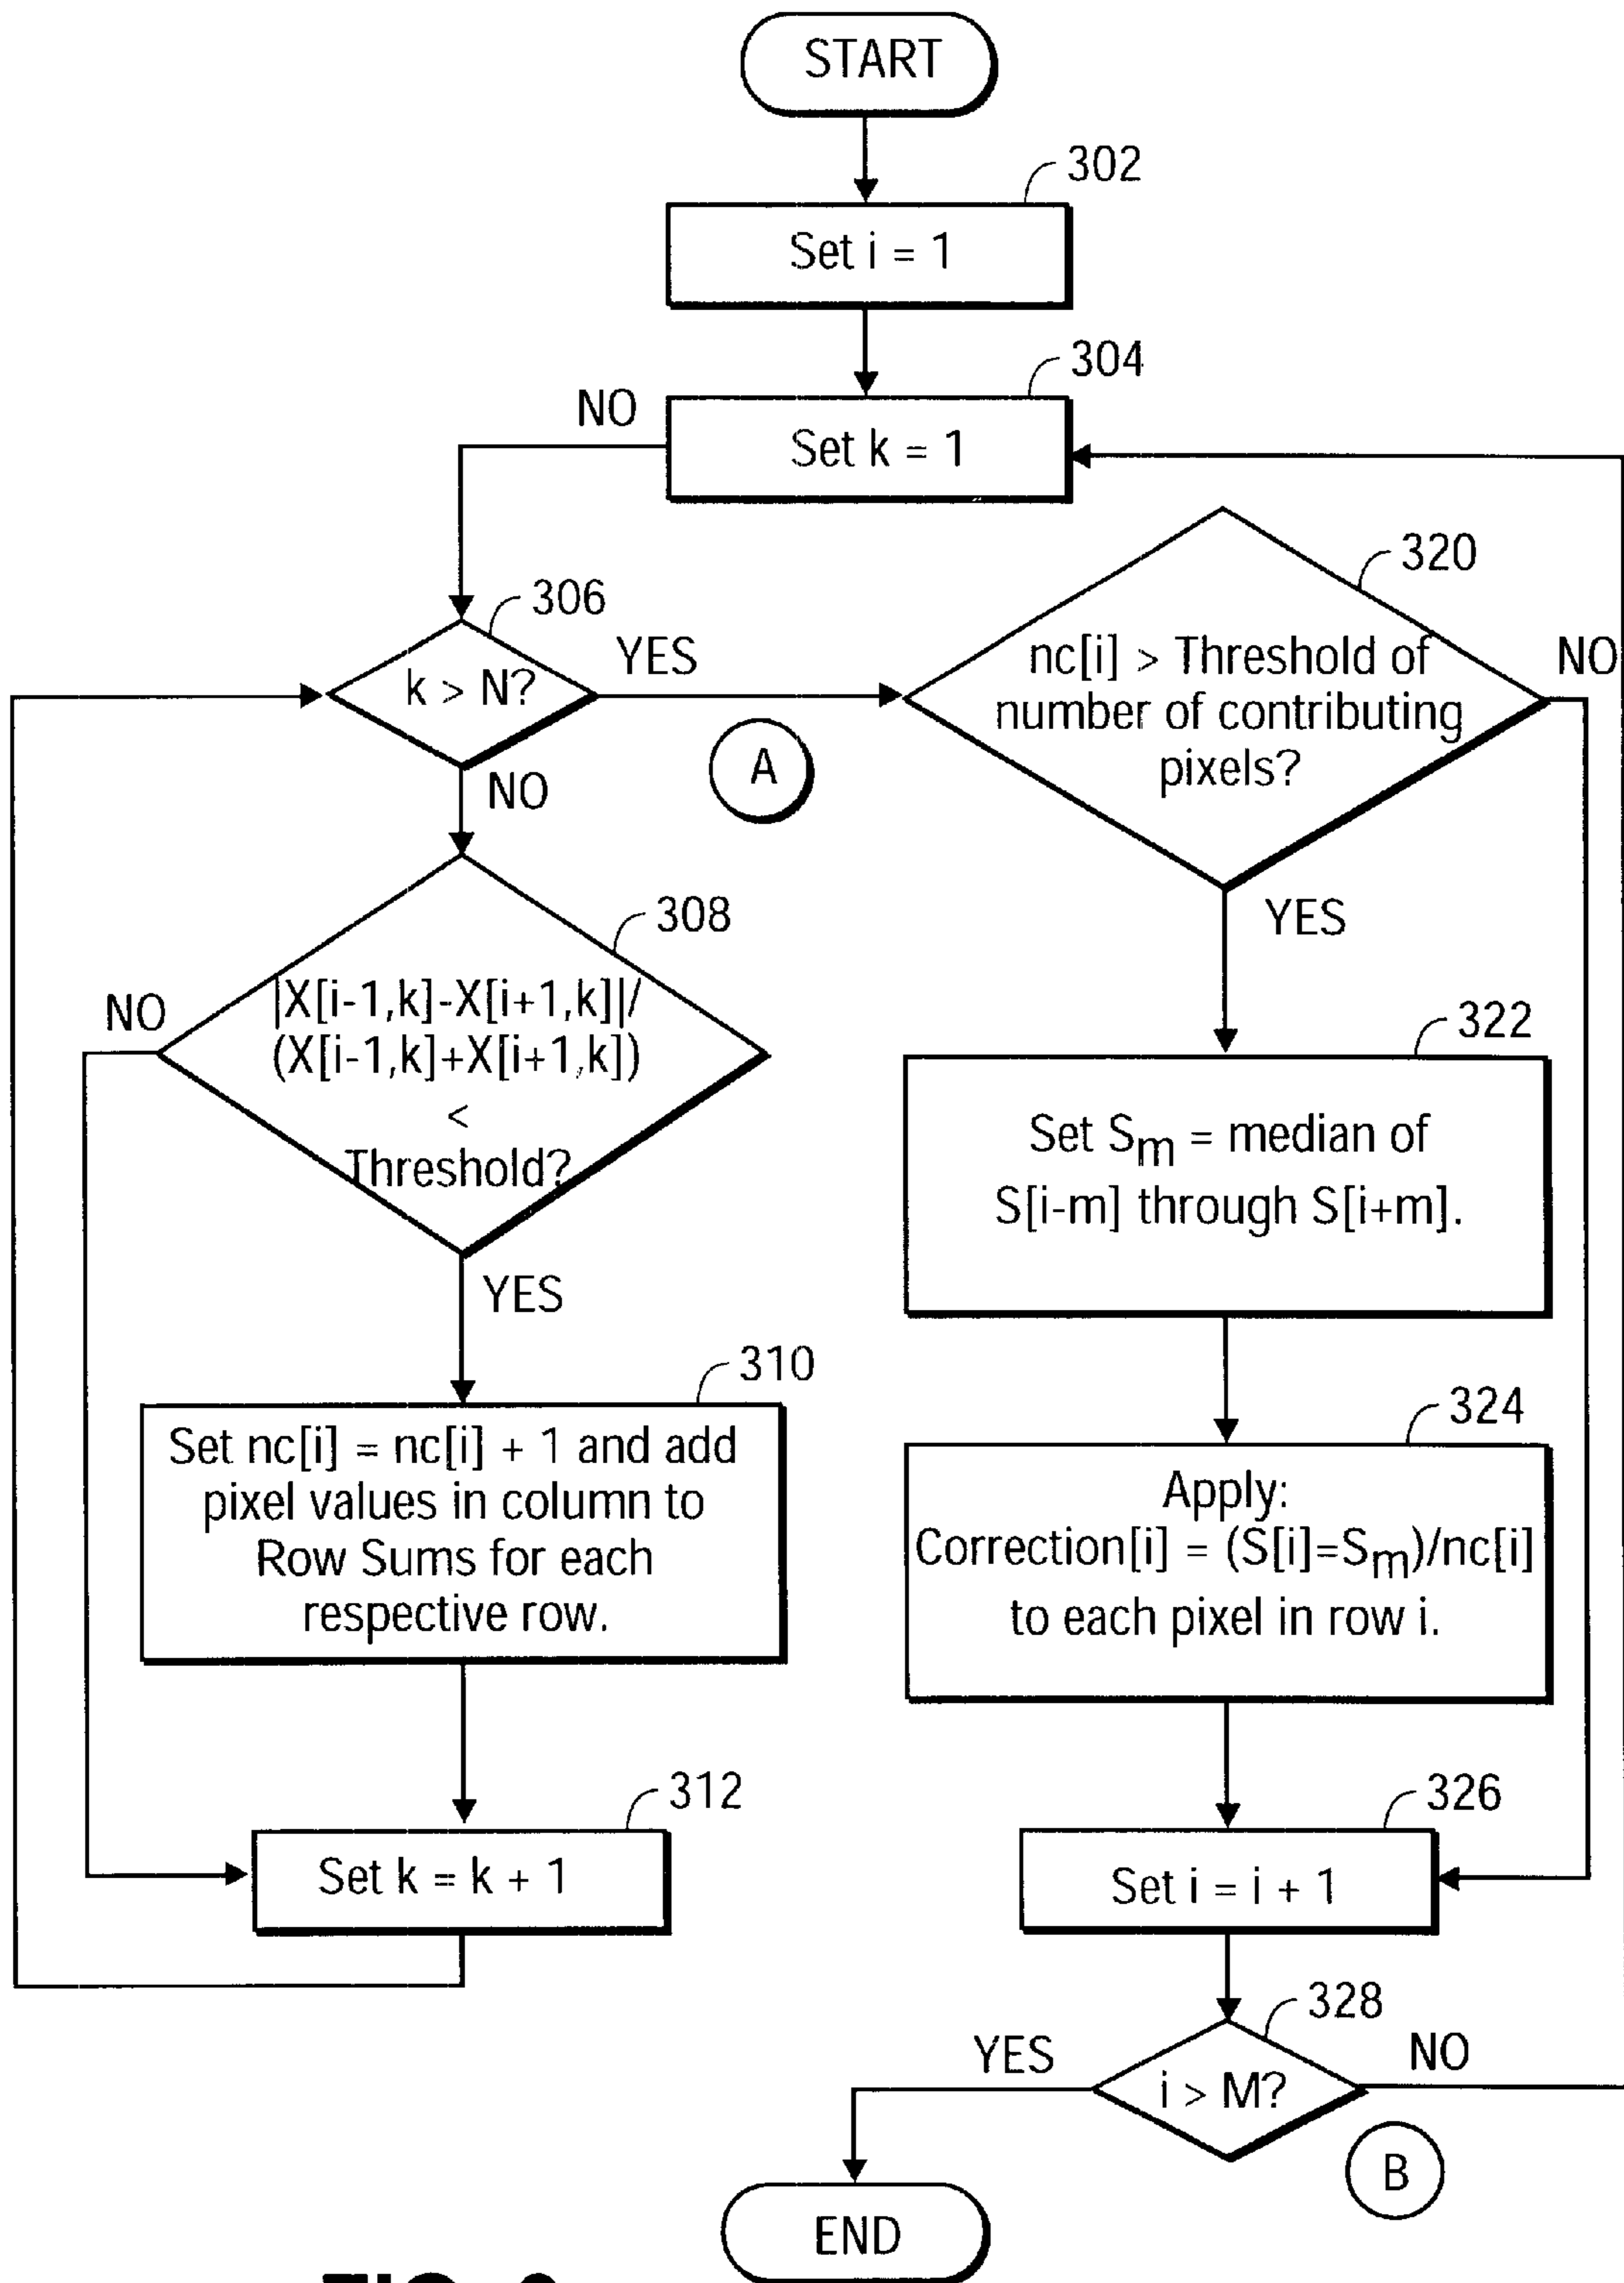 START
302
Set i = 1
304
NO
Set k = 1
320
306
k > N?
YES
nc[i] > Threshold of
number of contributing
pixels?
NO
A
NO
YES
308
NO
|X[i-1,k]-X[i+1,k]|/
(X[i-1,k]+X[i+1,k])
<
Threshold?
YES
322
Set Sm = median of
S[i-m] through S[i+m].
310
Set nc[i] = nc[i] + 1 and add
pixel values in column to
Row Sums for each
respective row.
324
Apply:
Correction[i] = (S[i]=Sm)/nc[i]
to each pixel in row i.
312
Set k = k + 1
326
Set i = i + 1
328
YES
i > M?
NO
B
END